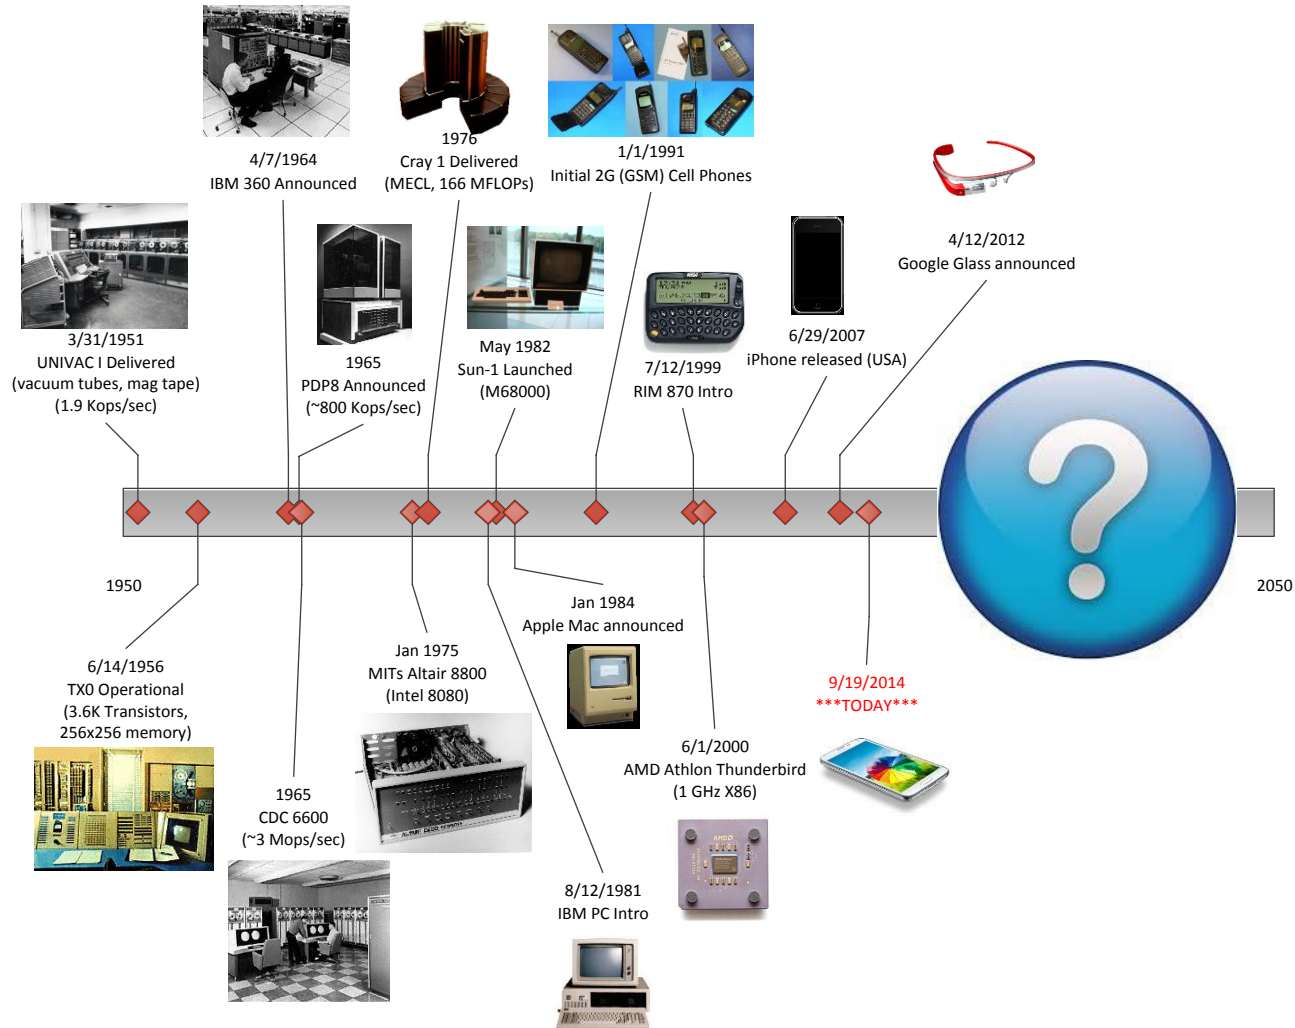 4/7/1964
IBM 360 Announced
1976
Cray 1 Delivered
(MECL, 166 MFLOPs)
1/1/1991
Initial 2G (GSM) Cell Phones
4/12/2012
Google Glass announced
3/31/1951
UNIVAC I Delivered
(vacuum tubes, mag tape)
(1.9 Kops/sec)
1965
PDP8 Announced
(~800 Kops/sec)
May 1982
Sun-1 Launched
(M68000)
7/12/1999
RIM 870 Intro
6/29/2007
iPhone released (USA)
?
1950
2050
6/14/1956
TX0 Operational
(3.6K Transistors,
256x256 memory)
1965
CDC 6600
(~3 Mops/sec)
Jan 1975
MITs Altair 8800
(Intel 8080)
ALTAIR 8800 COMPUTER
Jan 1984
Apple Mac announced
8/12/1981
IBM PC Intro
6/1/2000
AMD Athlon Thunderbird
(1 GHz X86)
AMD
9/19/2014
***TODAY***